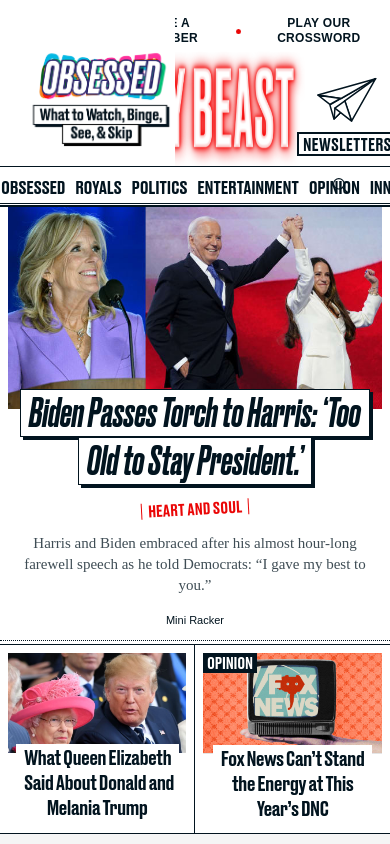 E A
BER
PLAY OUR
CROSSWORD
OBSESSED
What to Watch, Binge,
See, & Skip
Y BEAST
NEWSLETTERS
OBSESSED ROYALS POLITICS ENTERTAINMENT OPINION INN
Biden Passes Torch to Harris: ‘Too
Old to Stay President.’
HEART AND SOUL
Harris and Biden embraced after his almost hour-long
farewell speech as he told Democrats: “I gave my best to
you.”
Mini Racker
What Queen Elizabeth
Said About Donald and
Melania Trump
OPINION
FOX
NEWS
Fox News Can’t Stand
the Energy at This
Year’s DNC